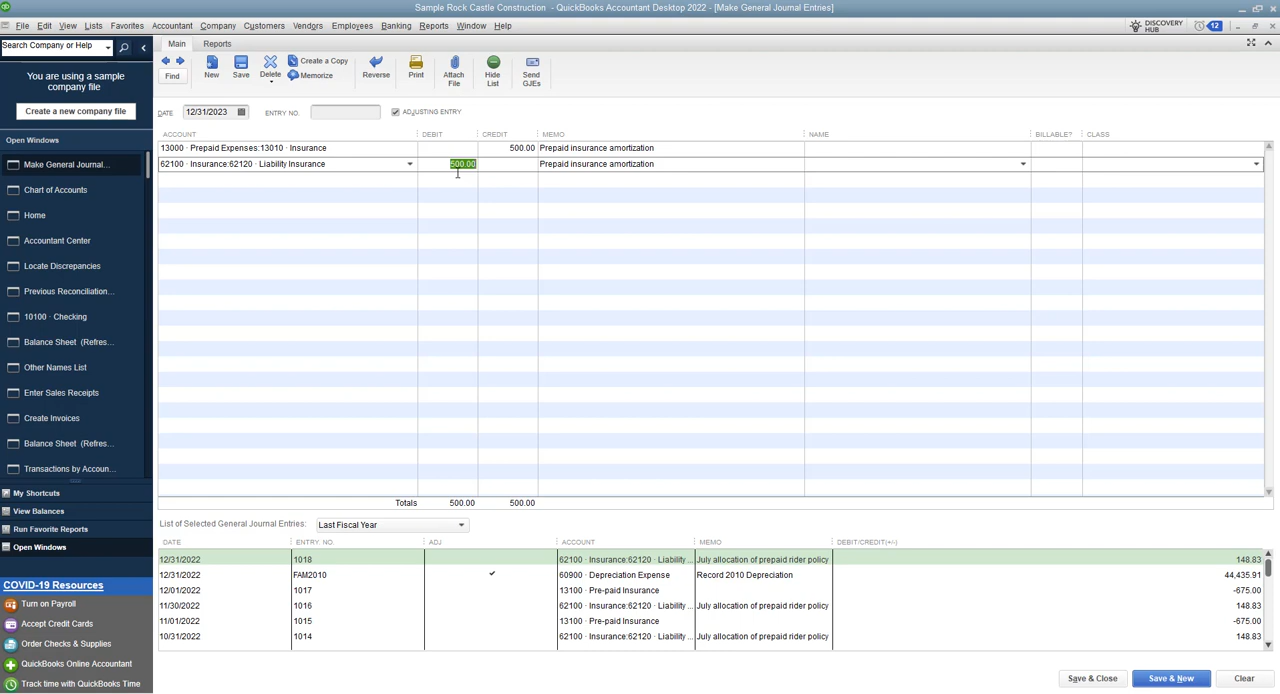 Sample Rock Castle Construction - QuickBooks Accountant Desktop 2022 - [Make General Journal Entries]
File Edit View Lists Favorites Accountant Company Customers Vendors Employees Banking Reports Window Help
DISCOVERY HUB 12
Search Company or Help
Main Reports
Find New Save Delete Create a Copy Memorize Reverse Print Attach File Hide List Send GJEs
You are using a sample company file
Create a new company file
DATE 12/31/2023 ENTRY NO. ADJUSTING ENTRY
ACCOUNT DEBIT CREDIT MEMO NAME BILLABLE? CLASS
13000 · Prepaid Expenses:13010 · Insurance 500.00 Prepaid insurance amortization
62100 · Insurance:62120 · Liability Insurance 500.00 Prepaid insurance amortization
Open Windows
Make General Journal...
Chart of Accounts
Home
Accountant Center
Locate Discrepancies
Previous Reconciliation...
10100 · Checking
Balance Sheet (Refres...
Other Names List
Enter Sales Receipts
Create Invoices
Balance Sheet (Refres...
Transactions by Accoun...
My Shortcuts
View Balances
Run Favorite Reports
Open Windows
COVID-19 Resources
Turn on Payroll
Accept Credit Cards
Order Checks & Supplies
QuickBooks Online Accountant
Track time with QuickBooks Time
Totals 500.00 500.00
List of Selected General Journal Entries: Last Fiscal Year
DATE ENTRY. NO. ADJ ACCOUNT MEMO DEBIT/CREDIT(+/-)
12/31/2022 1018 62100 · Insurance:62120 · Liability ... July allocation of prepaid rider policy 148.83
12/31/2022 FAM2010 60900 · Depreciation Expense Record 2010 Depreciation 44,435.91
12/01/2022 1017 13100 · Pre-paid Insurance -675.00
11/30/2022 1016 62100 · Insurance:62120 · Liability ... July allocation of prepaid rider policy 148.83
11/01/2022 1015 13100 · Pre-paid Insurance -675.00
10/31/2022 1014 62100 · Insurance:62120 · Liability ... July allocation of prepaid rider policy 148.83
Save & Close Save & New Clear